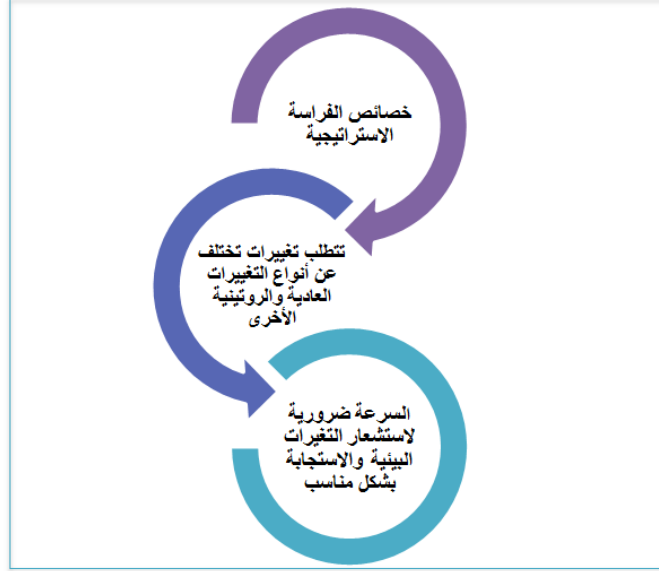 خصائص الفراسة
الاستراتيجية
تتطلب تغييرات تختلف
عن أنواع التغييرات
العادية والروتينية
الأخرى
السرعة ضرورية
لاستشعار التغيرات
البيئية والاستجابة
بشكل مناسب